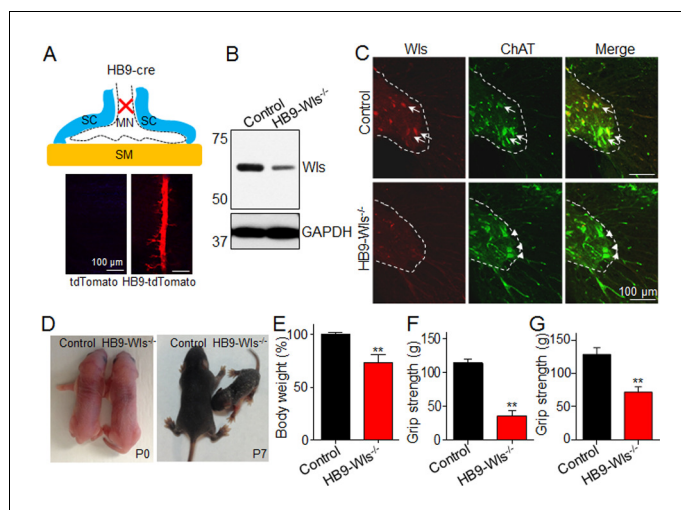 A
HB9-cre
SC
MN
SC
SM
100 µm
tdTomato
HB9-tdTomato
B
Control
HB9-Wls-/-
75
Wls
50
GAPDH
37
C
Wls
ChAT
Merge
Control
HB9-Wls-/-
100 µm
D
Control HB9-Wls-/-
P0
Control HB9-Wls-/-
P7
E
Body weight (%)
100
75
50
25
0
**
Control
HB9-Wls-/-
F
Grip strength (g)
150
100
50
0
**
Control
HB9-Wls-/-
G
Grip strength (g)
150
100
50
0
**
Control
HB9-Wls-/-